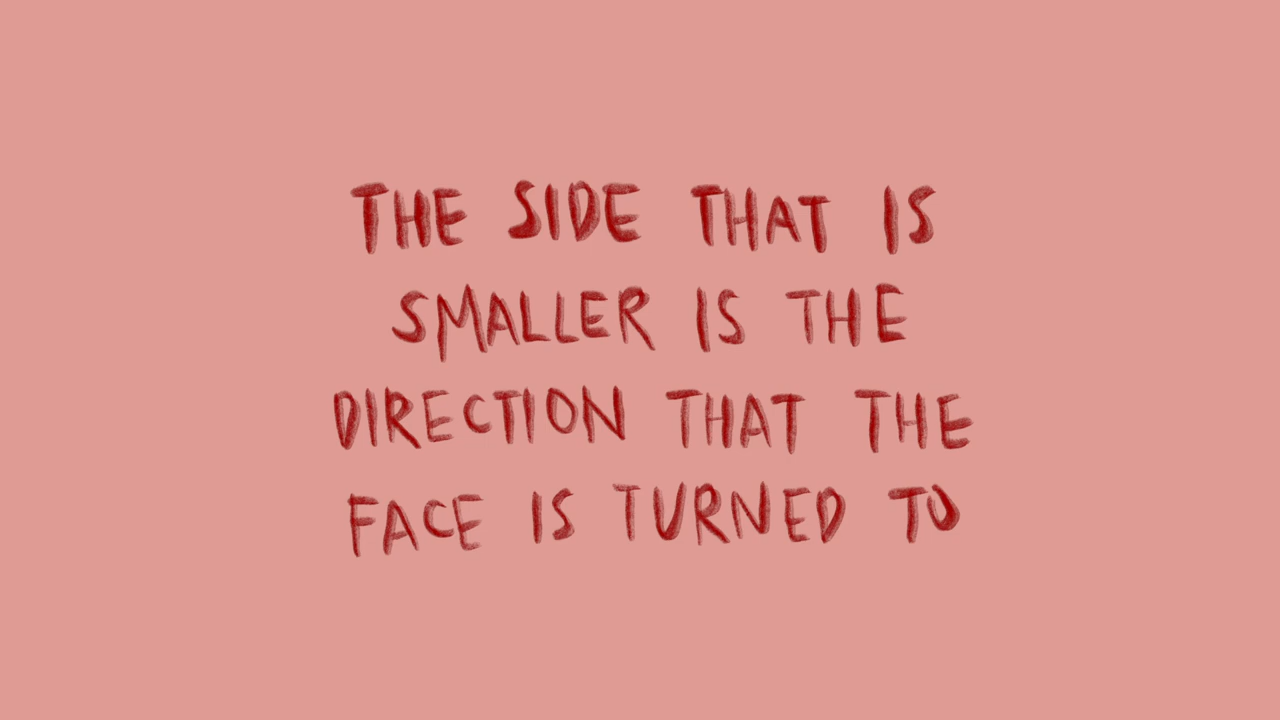 THE SIDE THAT IS
SMALLER IS THE
DIRECTION THAT THE
FACE IS TURNED TO